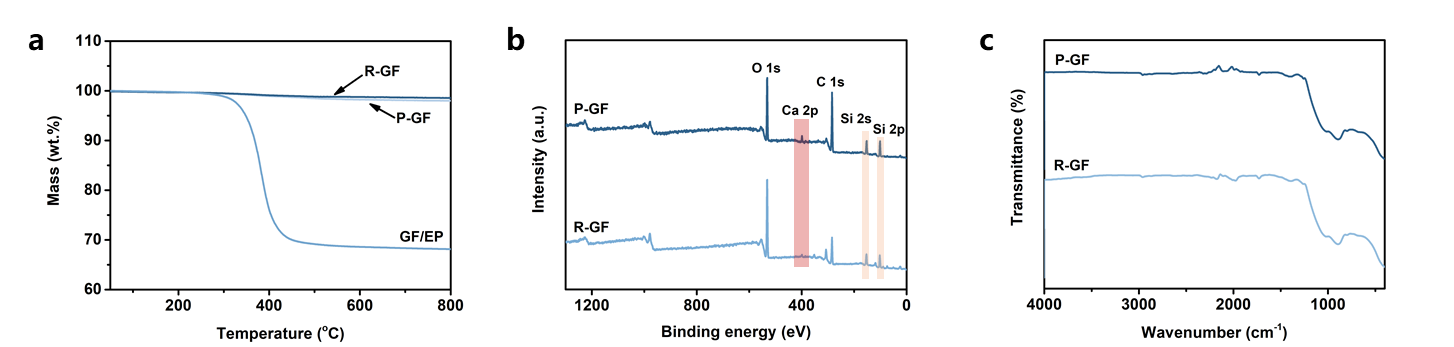 a
110
100
90
80
70
60
Mass (wt.%)
R-GF
P-GF
GF/EP
200
400
600
800
Temperature (°C)
b
Intensity (a.u.)
P-GF
R-GF
O 1s
Ca 2p
C 1s
Si 2s
Si 2p
1200
800
400
0
Binding energy (eV)
c
Transmittance (%)
P-GF
R-GF
4000
3000
2000
1000
Wavenumber (cm⁻¹)